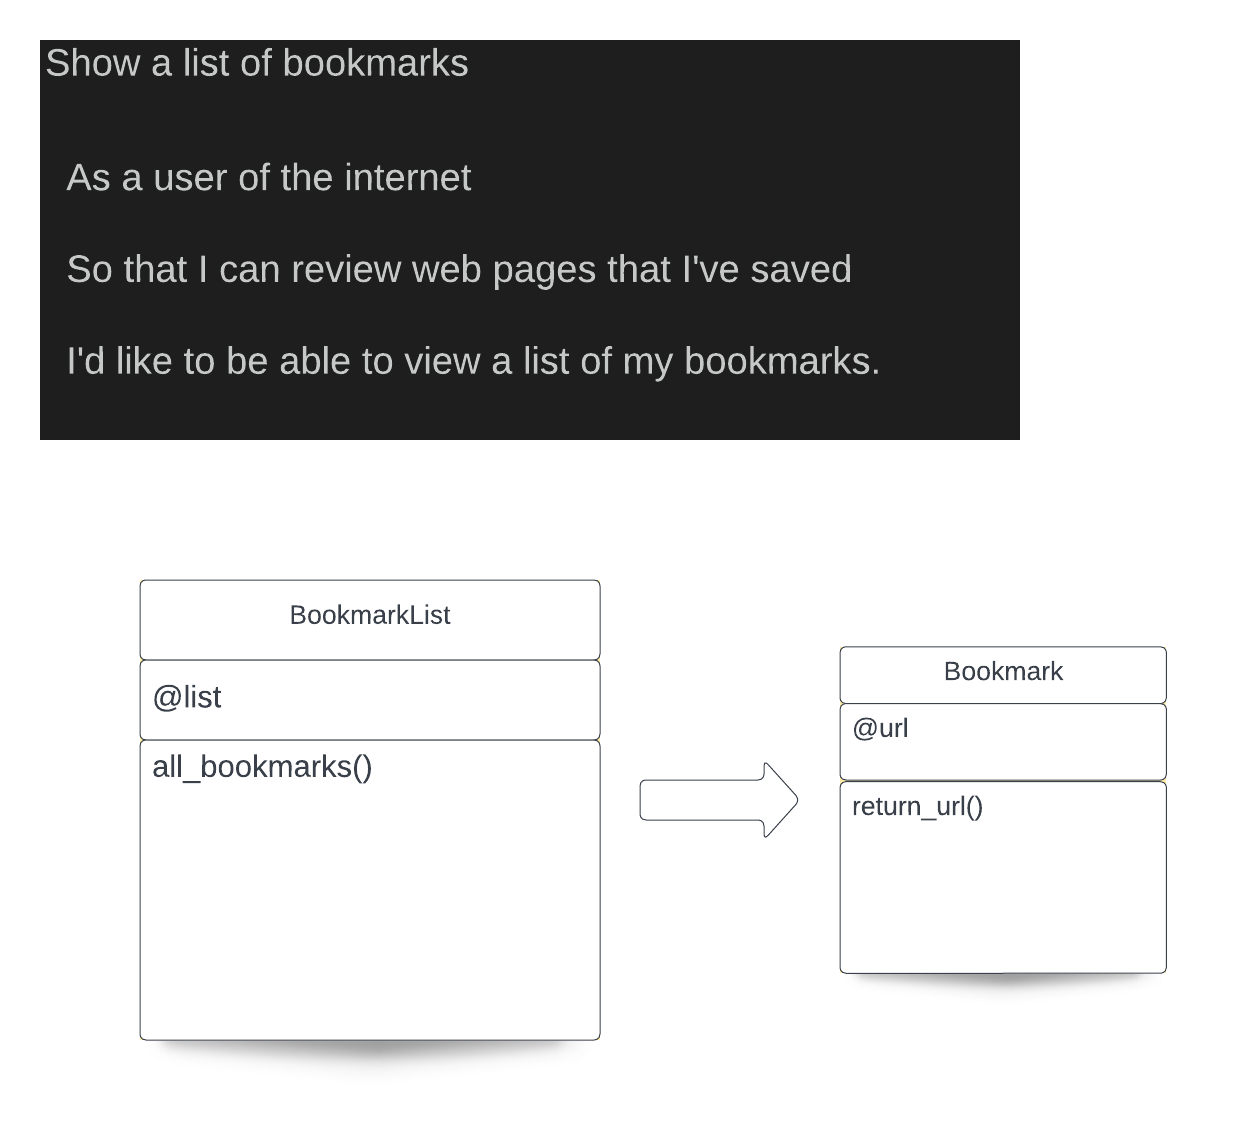 Show a list of bookmarks
As a user of the internet
So that I can review web pages that I've saved
I'd like to be able to view a list of my bookmarks.
BookmarkList
@list
all_bookmarks()
Bookmark
@url
return_url()